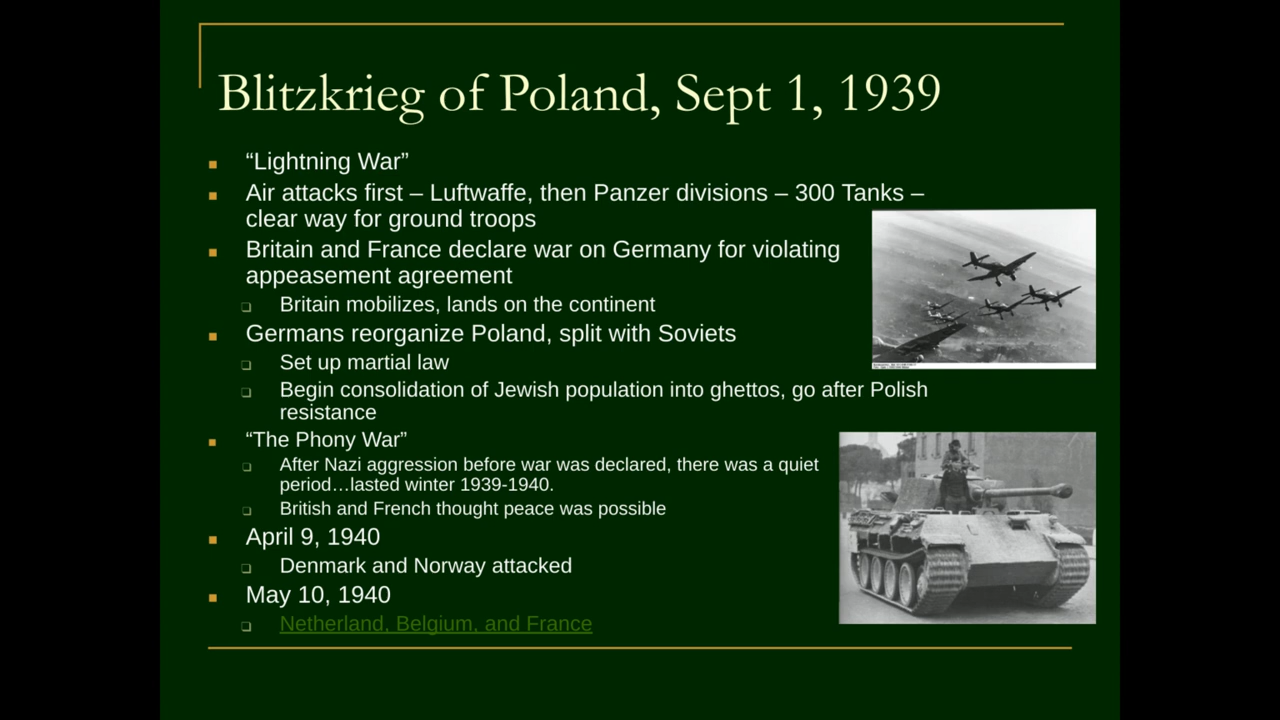 Blitzkrieg of Poland, Sept 1, 1939
“Lightning War”
Air attacks first – Luftwaffe, then Panzer divisions – 300 Tanks –
clear way for ground troops
Britain and France declare war on Germany for violating
appeasement agreement
Britain mobilizes, lands on the continent
Germans reorganize Poland, split with Soviets
Set up martial law
Begin consolidation of Jewish population into ghettos, go after Polish
resistance
“The Phony War”
After Nazi aggression before war was declared, there was a quiet
period…lasted winter 1939-1940.
British and French thought peace was possible
April 9, 1940
Denmark and Norway attacked
May 10, 1940
Netherland, Belgium, and France